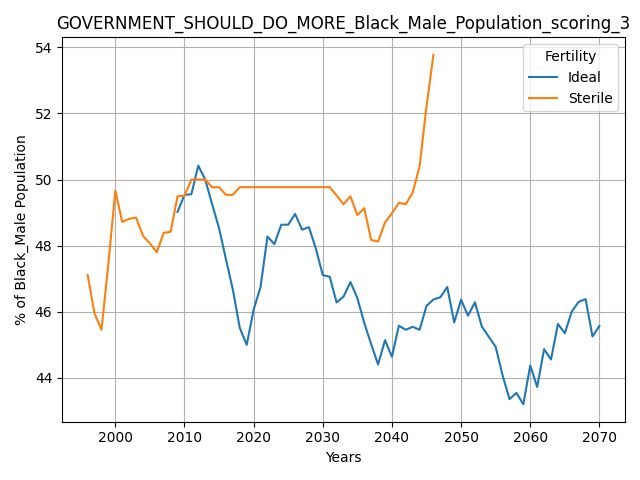 GOVERNMENT_SHOULD_DO_MORE_Black_Male_Population_scoring_3
54
52
50
48
46
44
% of Black_Male Population
Fertility
Ideal
Sterile
2000 2010 2020 2030 2040 2050 2060 2070
Years